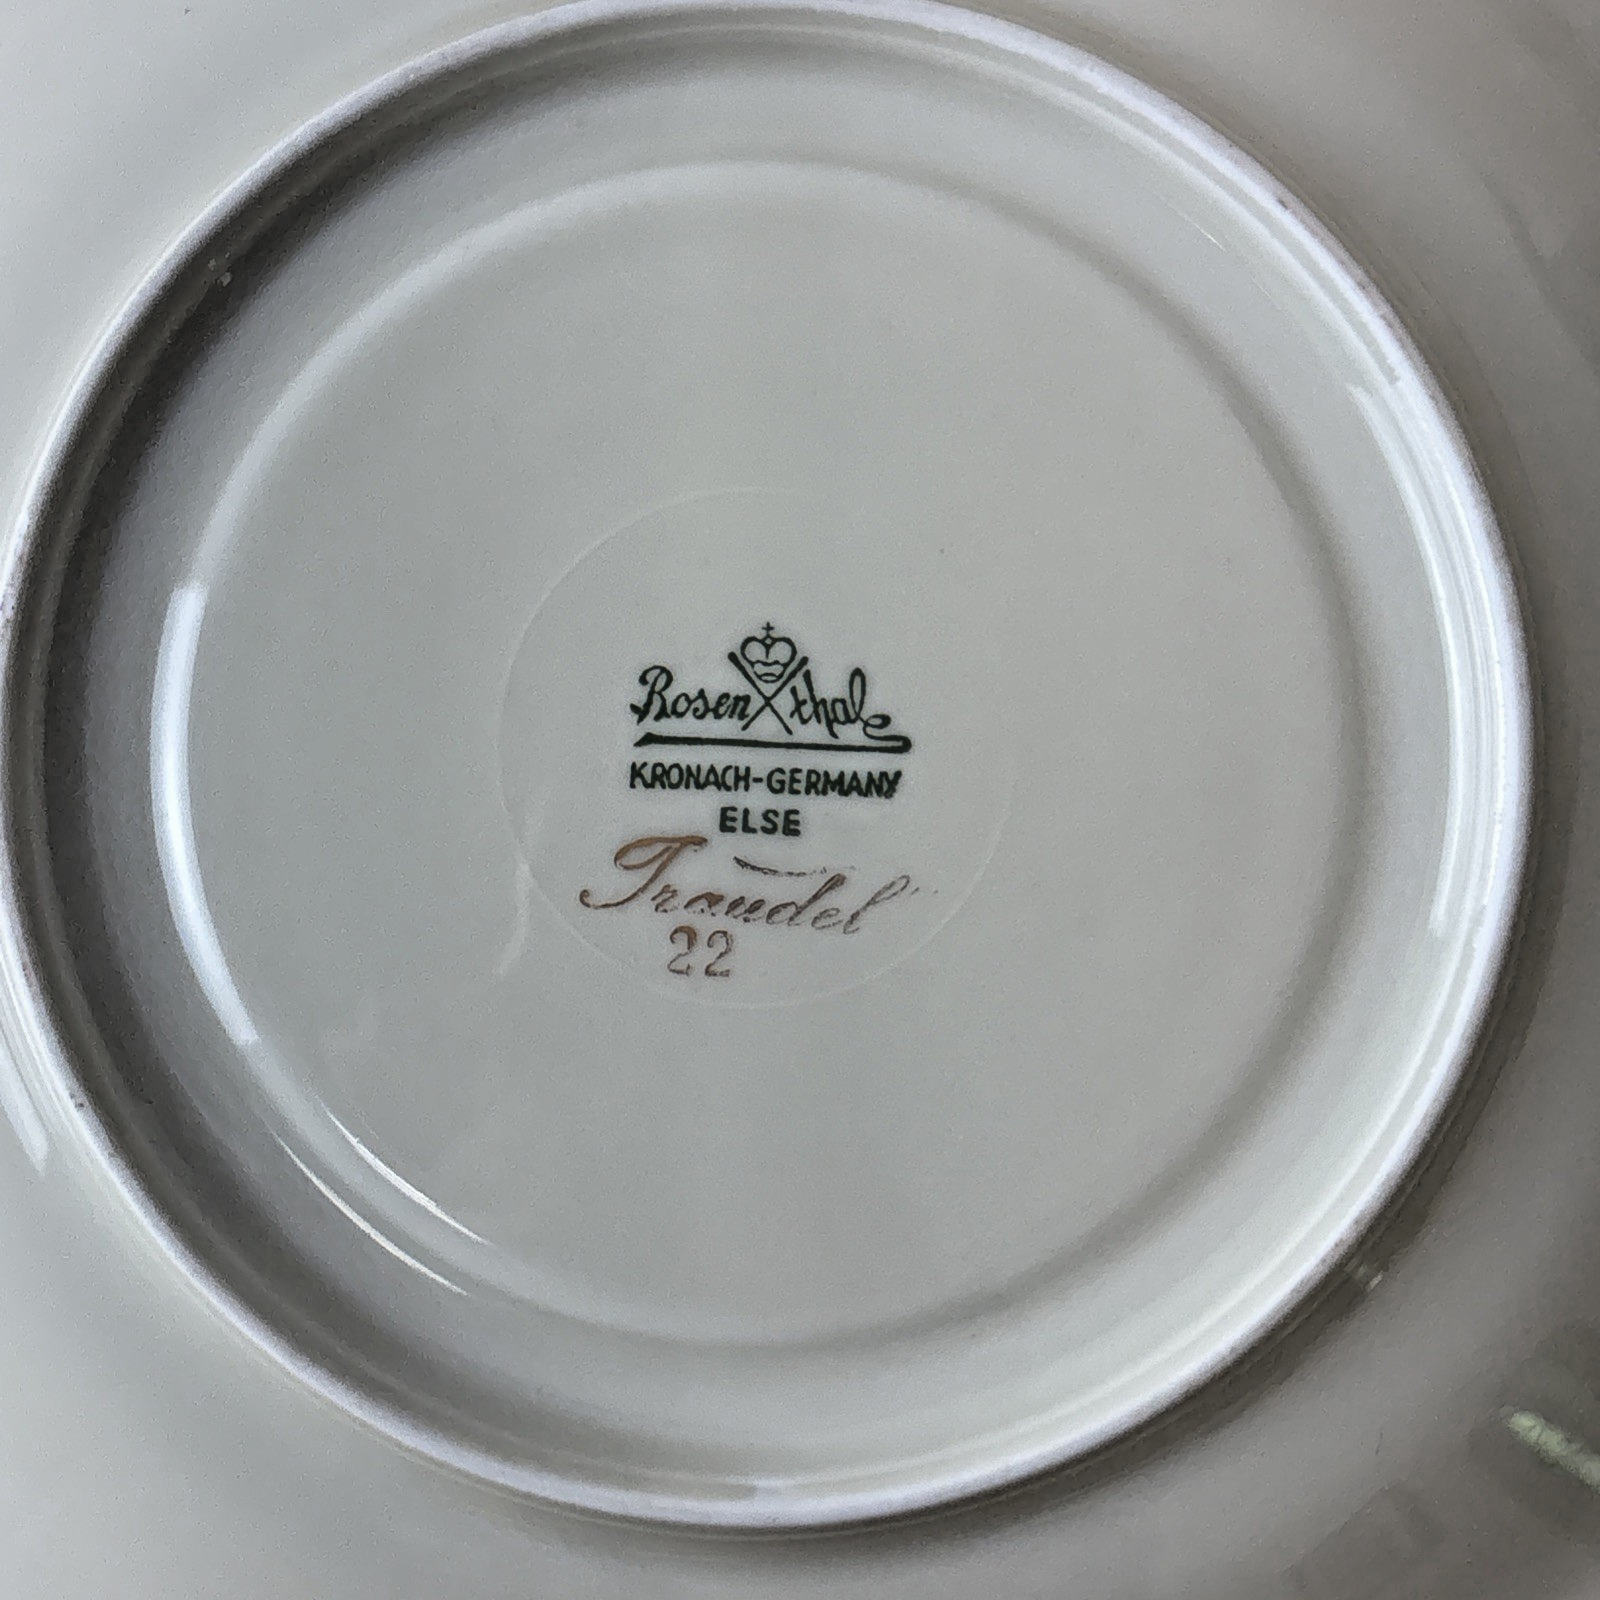 Rosenthal
KRONACH-GERMANY
ELSE
Traudel
22